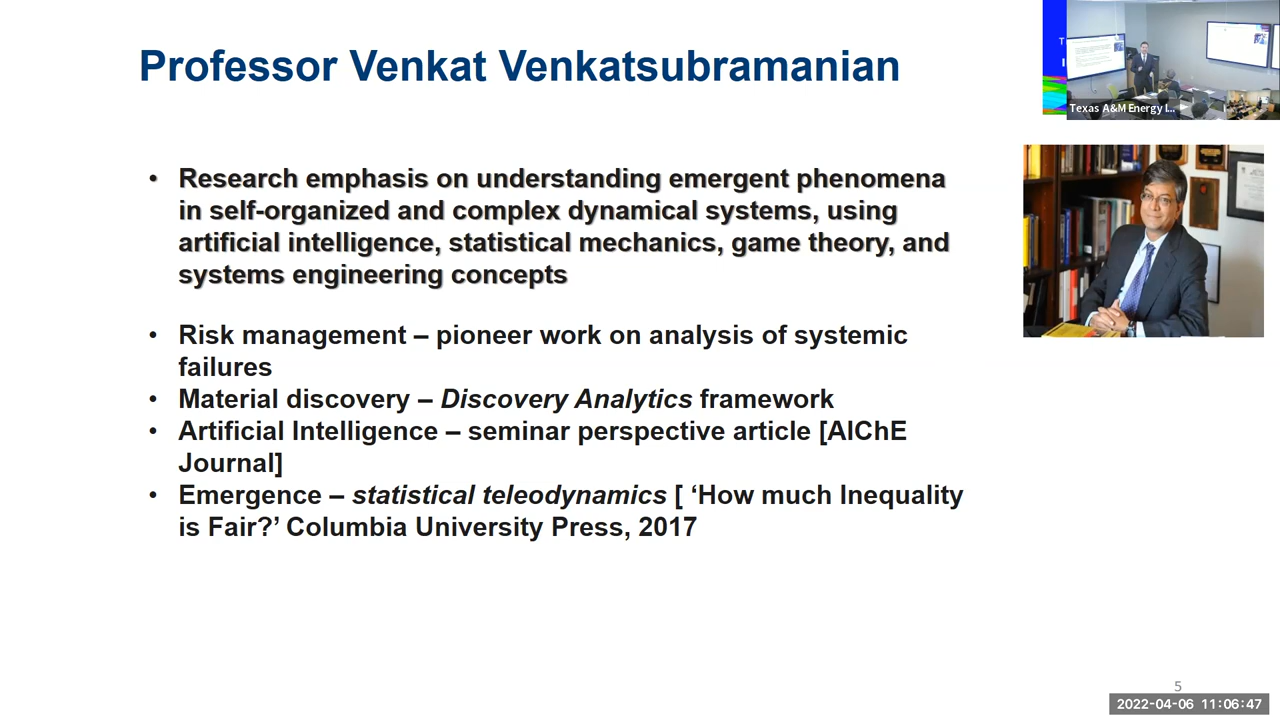 Professor Venkat Venkatsubramanian
Texas A&M Energy I...
• Research emphasis on understanding emergent phenomena
in self-organized and complex dynamical systems, using
artificial intelligence, statistical mechanics, game theory, and
systems engineering concepts
• Risk management – pioneer work on analysis of systemic
failures
• Material discovery – Discovery Analytics framework
• Artificial Intelligence – seminar perspective article [AIChE
Journal]
• Emergence – statistical teleodynamics [ ‘How much Inequality
is Fair?’ Columbia University Press, 2017
5
2022-04-06 11:06:47